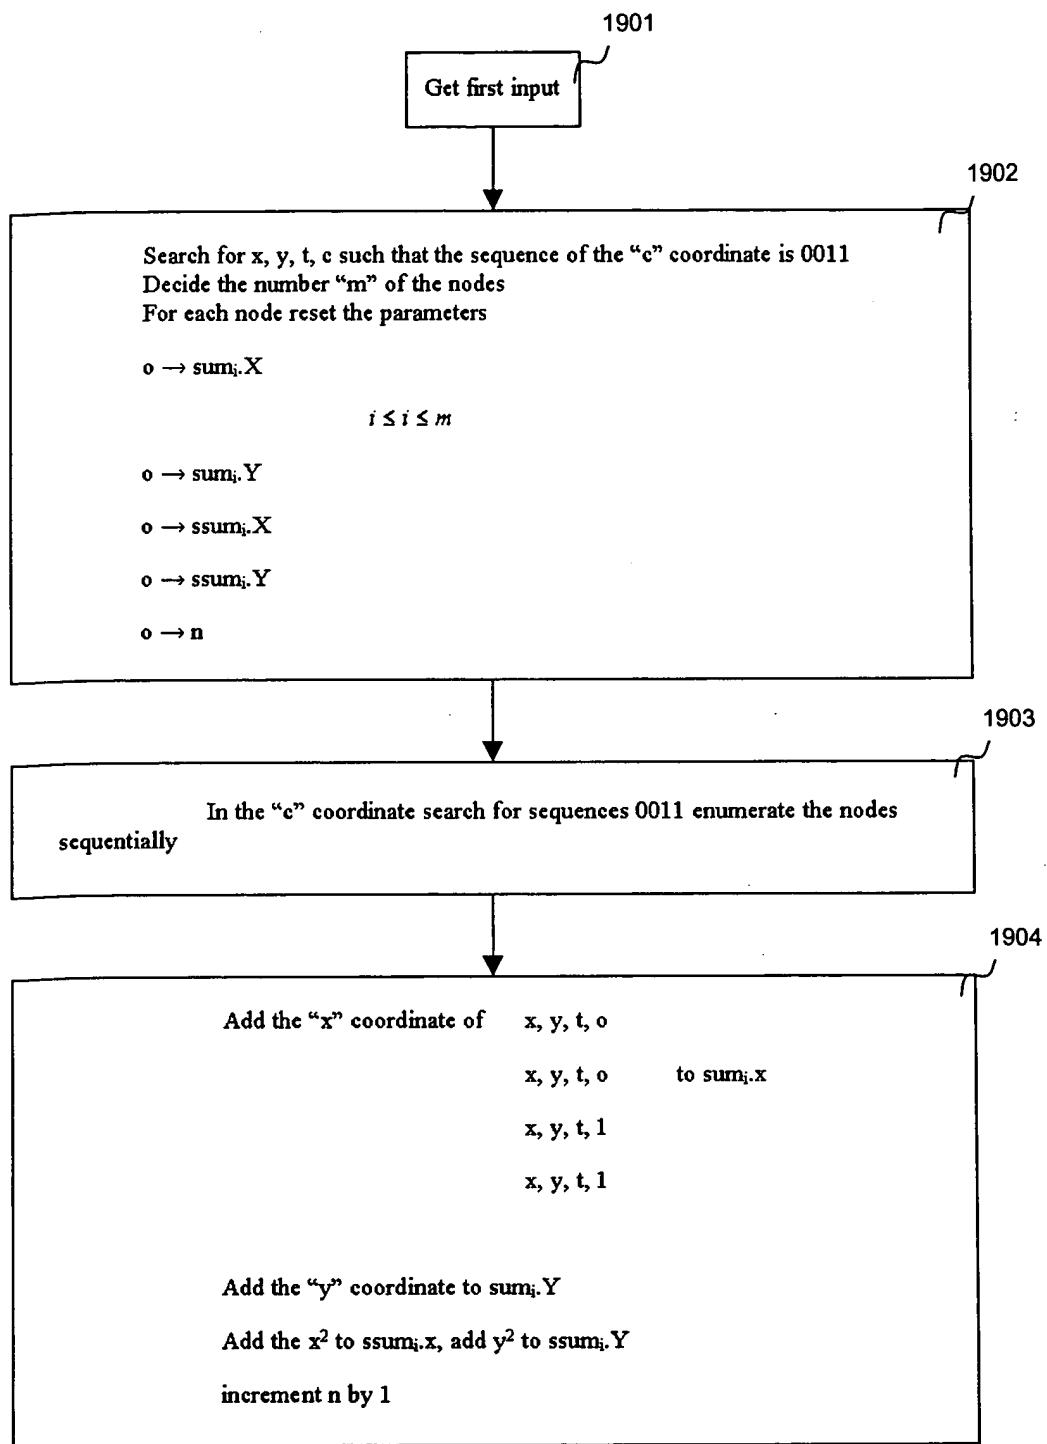 1901
Get first input
1902
Search for x, y, t, c such that the sequence of the “c” coordinate is 0011
Decide the number “m” of the nodes
For each node reset the parameters
o → sumᵢ.X
i ≤ i ≤ m
o → sumᵢ.Y
o → ssumᵢ.X
o → ssumᵢ.Y
o → n
1903
In the “c” coordinate search for sequences 0011 enumerate the nodes
sequentially
1904
Add the “x” coordinate of x, y, t, o
x, y, t, o to sumᵢ.x
x, y, t, 1
x, y, t, 1
Add the “y” coordinate to sumᵢ.Y
Add the x² to ssumᵢ.x, add y² to ssumᵢ.Y
increment n by 1